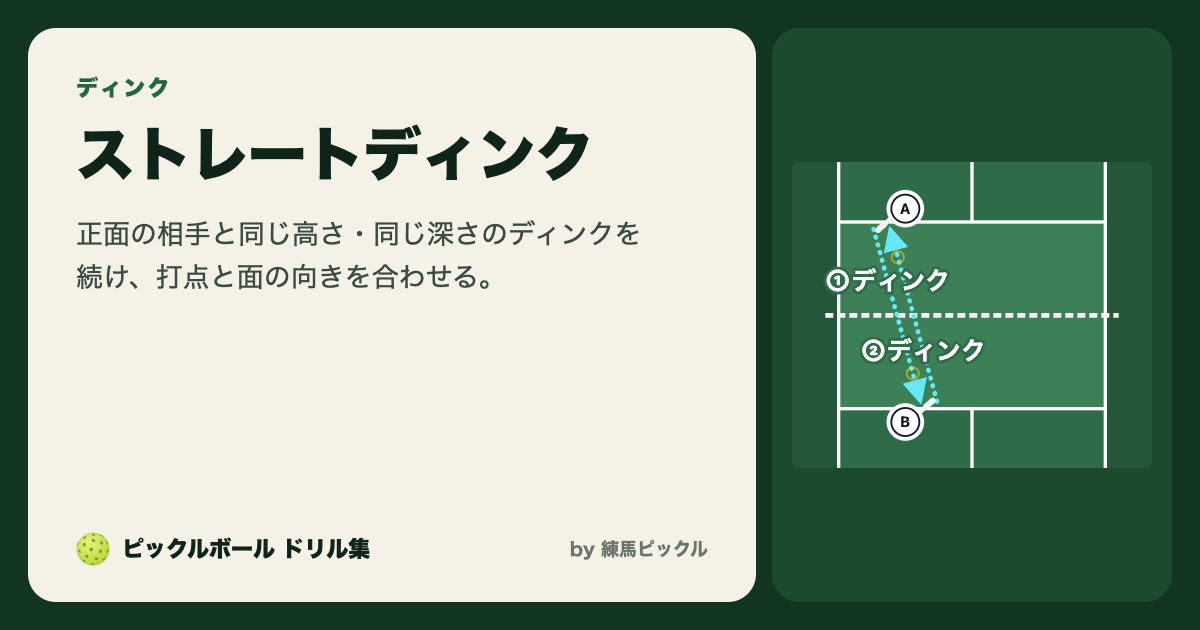 ディンク
ストレートディンク
正面の相手と同じ高さ・同じ深さのディンクを
続け、打点と面の向きを合わせる。
ピックルボール ドリル集
by 練馬ピックル
A
①ディンク
②ディンク
B